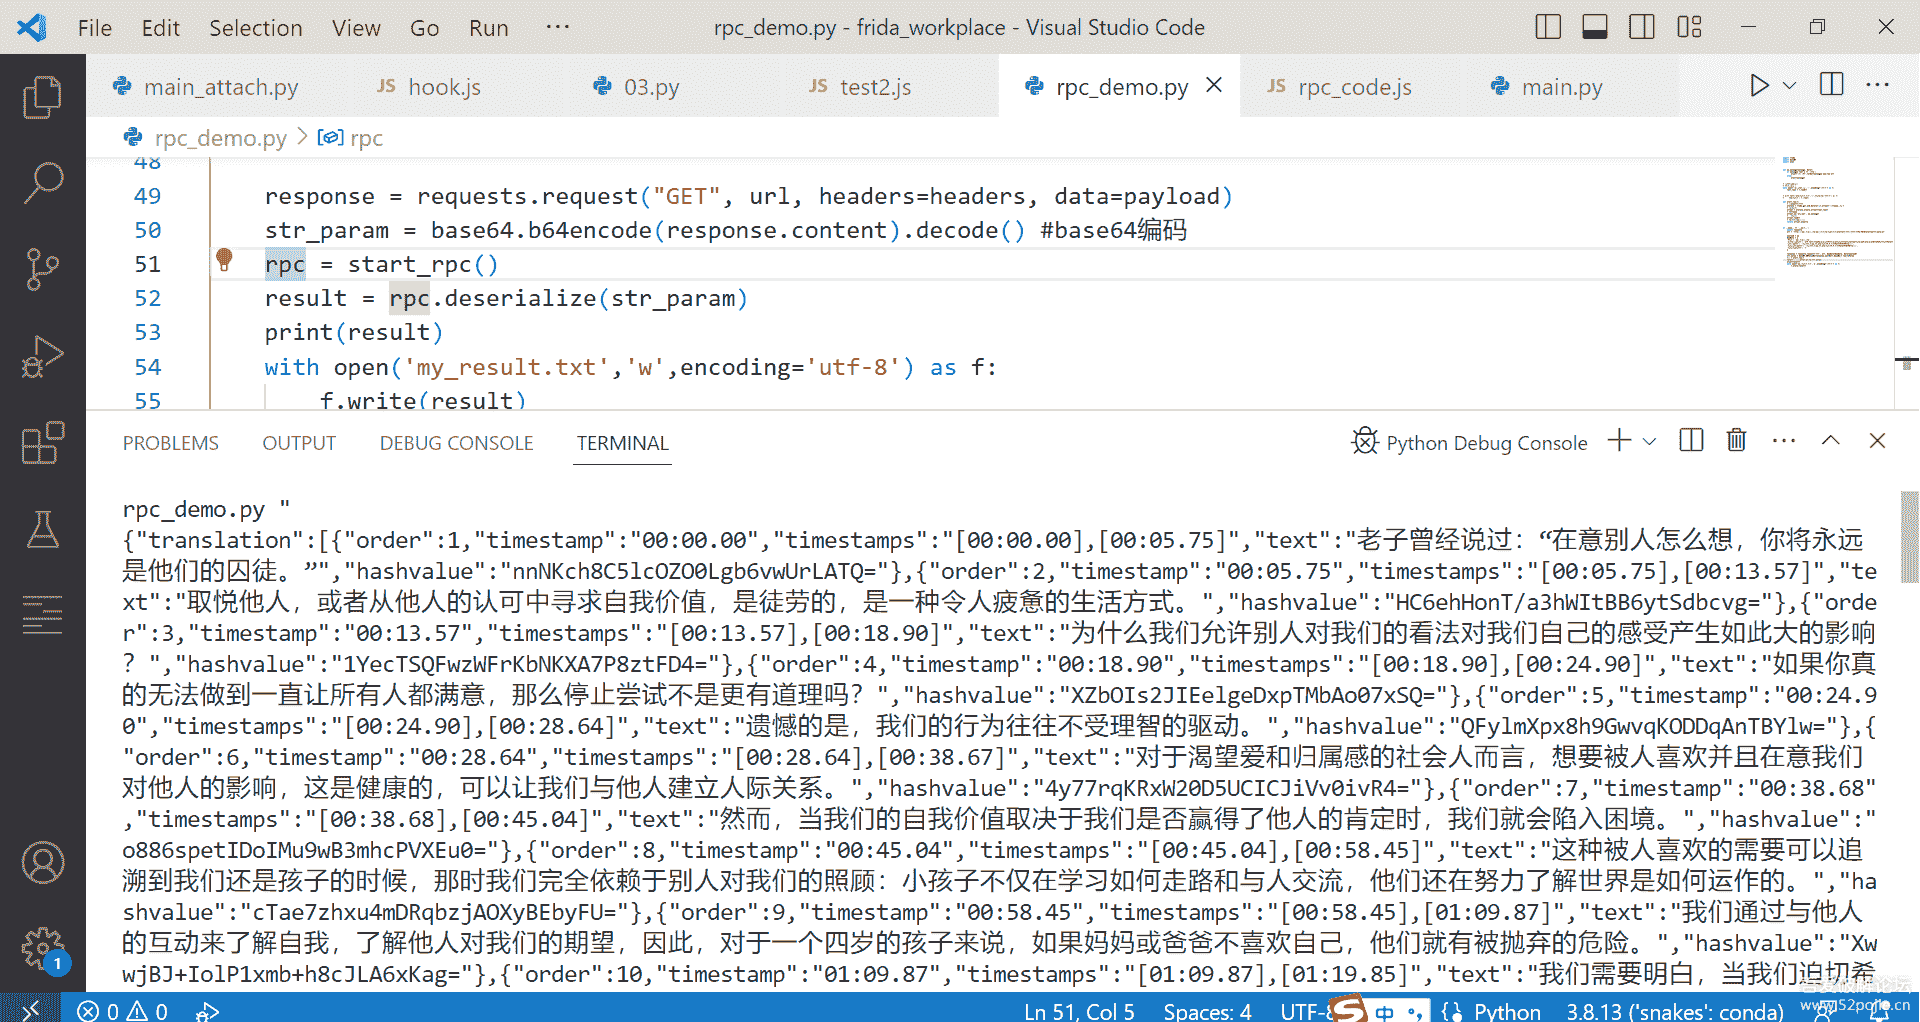 File Edit Selection View Go Run ··· rpc_demo.py - frida_workplace - Visual Studio Code
main_attach.py JS hook.js 03.py JS test2.js rpc_demo.py JS rpc_code.js main.py
rpc_demo.py > rpc
48
49 response = requests.request("GET", url, headers=headers, data=payload)
50 str_param = base64.b64encode(response.content).decode() #base64编码
51 rpc = start_rpc()
52 result = rpc.deserialize(str_param)
53 print(result)
54 with open('my_result.txt','w',encoding='utf-8') as f:
55 f.write(result)
PROBLEMS OUTPUT DEBUG CONSOLE TERMINAL Python Debug Console
rpc_demo.py "
{"translation":[{"order":1,"timestamp":"00:00.00","timestamps":"[00:00.00],[00:05.75]","text":"老子曾经说过：“在意别人怎么想，你将永远
是他们的囚徒。”","hashvalue":"nnNKch8C5lcOZO0Lgb6vwUrLATQ="},{"order":2,"timestamp":"00:05.75","timestamps":"[00:05.75],[00:13.57]","te
xt":"取悦他人，或者从他人的认可中寻求自我价值，是徒劳的，是一种令人疲惫的生活方式。","hashvalue":"HC6ehHonT/a3hWItBB6ytSdbcvg="},{"orde
r":3,"timestamp":"00:13.57","timestamps":"[00:13.57],[00:18.90]","text":"为什么我们允许别人对我们的看法对我们自己的感受产生如此大的影响
？","hashvalue":"1YecTSQFwzWFrKbNKXA7P8ztFD4="},{"order":4,"timestamp":"00:18.90","timestamps":"[00:18.90],[00:24.90]","text":"如果你真
的无法做到一直让所有人都满意，那么停止尝试不是更有道理吗？","hashvalue":"XZbOIs2JIEelgeDxpTMbAo07xSQ="},{"order":5,"timestamp":"00:24.9
0","timestamps":"[00:24.90],[00:28.64]","text":"遗憾的是，我们的行为往往不受理智的驱动。","hashvalue":"QFylmXpx8h9GwvqKODDqAnTBYlw="},{
"order":6,"timestamp":"00:28.64","timestamps":"[00:28.64],[00:38.67]","text":"对于渴望爱和归属感的社会人而言，想要被人喜欢并且在意我们
对他人的影响，这是健康的，可以让我们与他人建立人际关系。","hashvalue":"4y77rqKRxW20D5UCICJiVv0ivR4="},{"order":7,"timestamp":"00:38.68"
,"timestamps":"[00:38.68],[00:45.04]","text":"然而，当我们的自我价值取决于我们是否赢得了他人的肯定时，我们就会陷入困境。","hashvalue":"
o886spetIDoIMu9wB3mhcPVXEu0="},{"order":8,"timestamp":"00:45.04","timestamps":"[00:45.04],[00:58.45]","text":"这种被人喜欢的需要可以追
溯到我们还是孩子的时候，那时我们完全依赖于别人对我们的照顾：小孩子不仅在学习如何走路和与人交流，他们还在努力了解世界是如何运作的。","ha
shvalue":"cTae7zhxu4mDRqbzjAOXyBEbyFU="},{"order":9,"timestamp":"00:58.45","timestamps":"[00:58.45],[01:09.87]","text":"我们通过与他人
的互动来了解自我，了解他人对我们的期望，因此，对于一个四岁的孩子来说，如果妈妈或爸爸不喜欢自己，他们就有被抛弃的危险。","hashvalue":"Xw
wjBJ+IolP1xmb+h8cJLA6xKag="},{"order":10,"timestamp":"01:09.87","timestamps":"[01:09.87],[01:19.85]","text":"我们需要明白，当我们迫切希
1
吾爱破解论坛
www.52pojie.cn
0 0 Ln 51, Col 5 Spaces: 4 UTF-8 中 Python 3.8.13 ('snakes': conda)